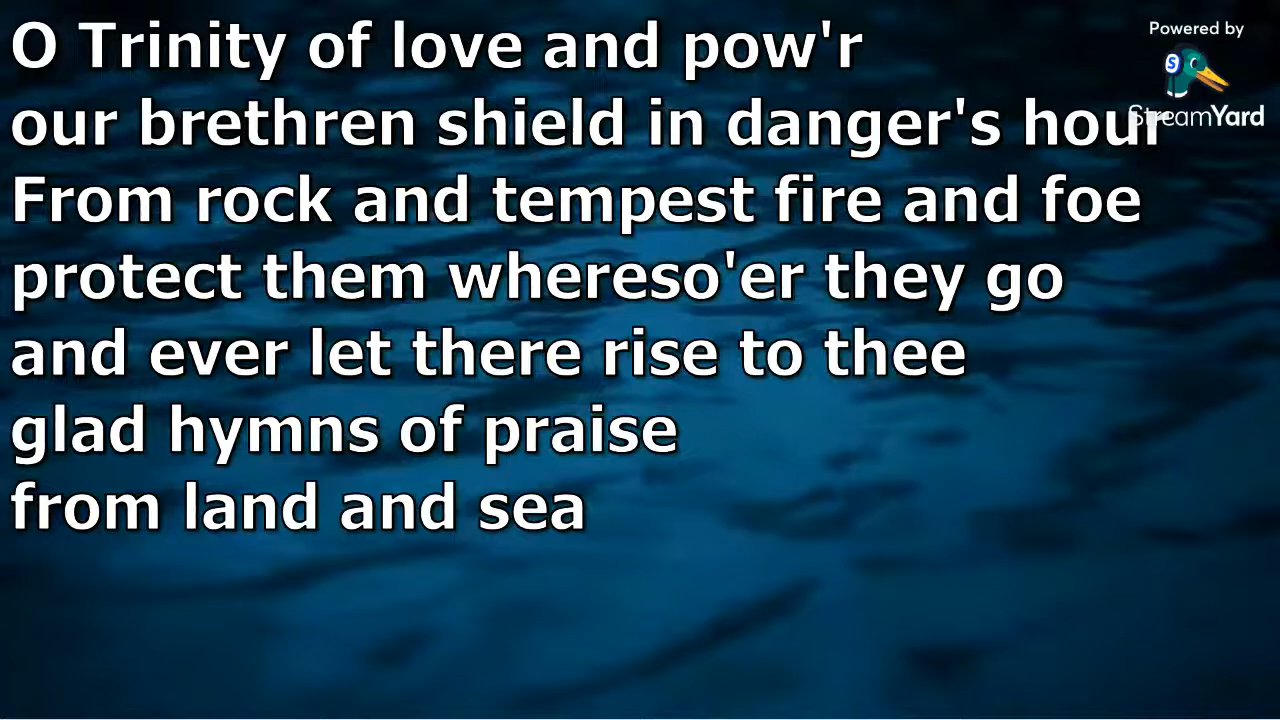 O Trinity of love and pow'r
our brethren shield in danger's hour
From rock and tempest fire and foe
protect them whereso'er they go
and ever let there rise to thee
glad hymns of praise
from land and sea
Powered by
S
StreamYard